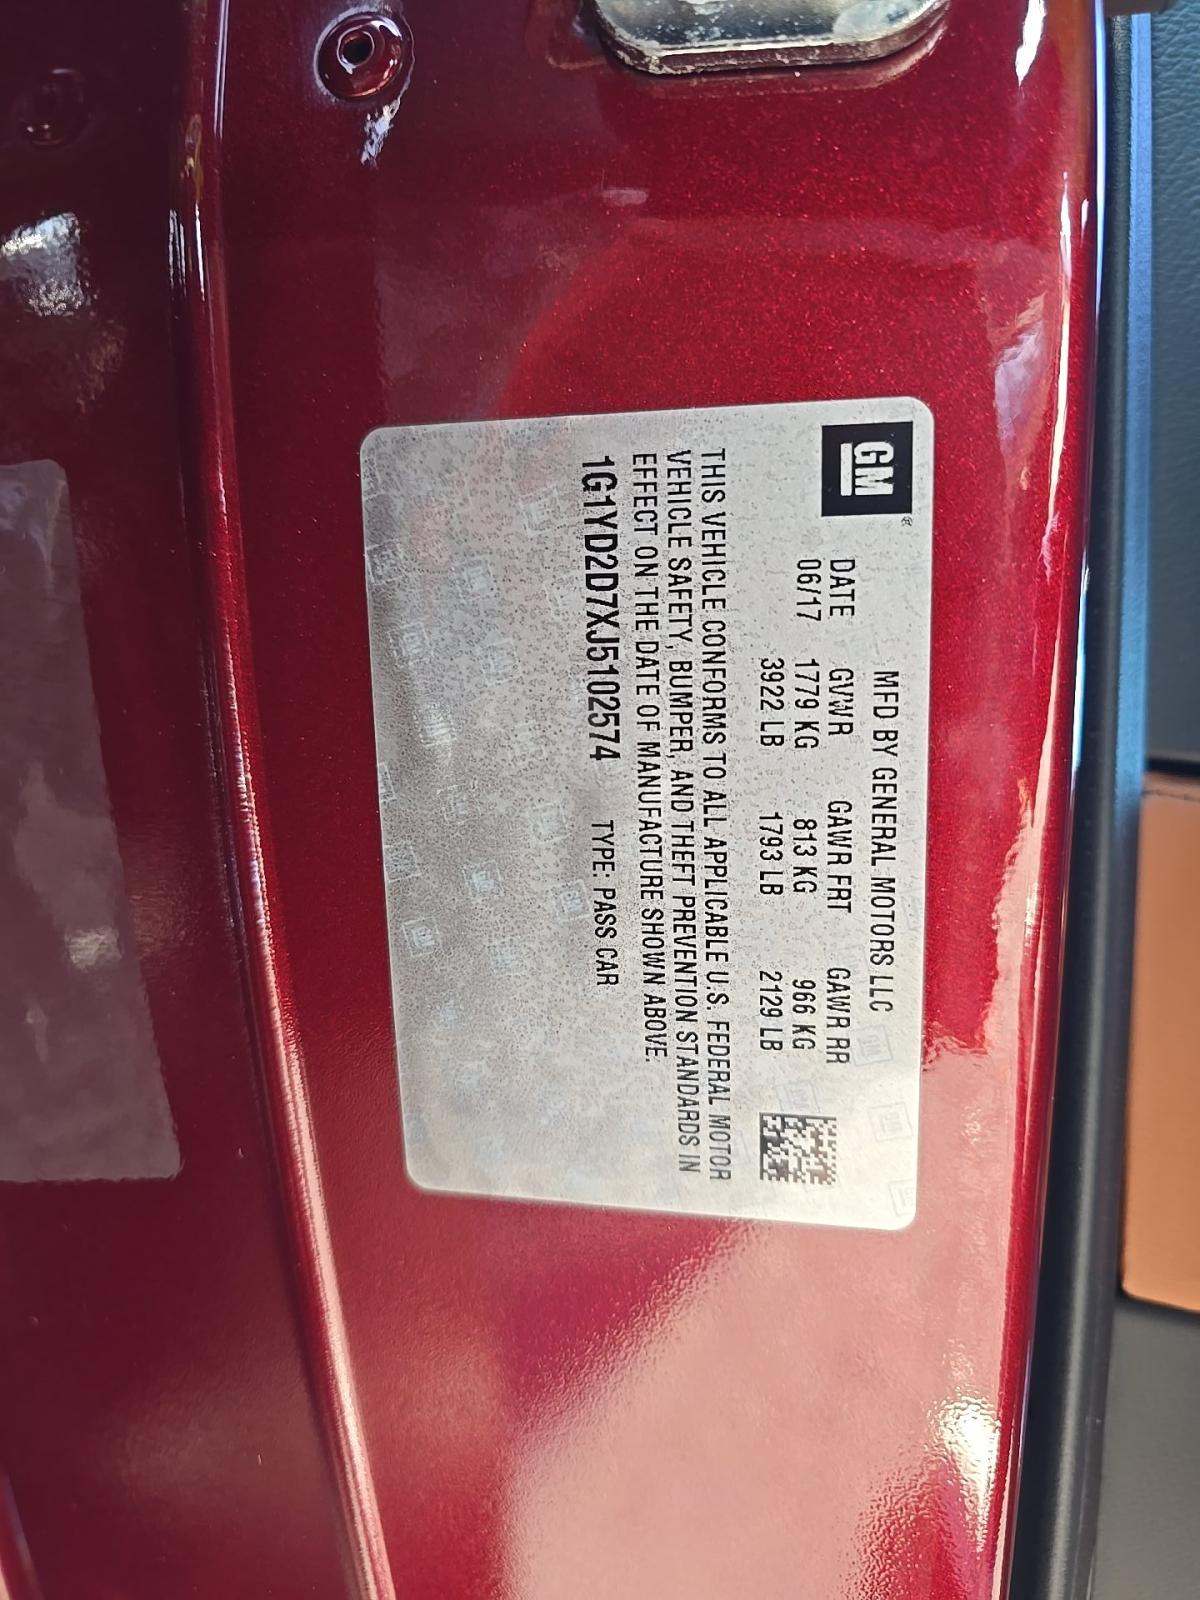 GM
MFD BY GENERAL MOTORS LLC
DATE GVWR GAWR FRT GAWR RR
06/17 1779 KG 813 KG 966 KG
3922 LB 1793 LB 2129 LB
THIS VEHICLE CONFORMS TO ALL APPLICABLE U.S. FEDERAL MOTOR
VEHICLE SAFETY, BUMPER, AND THEFT PREVENTION STANDARDS IN
EFFECT ON THE DATE OF MANUFACTURE SHOWN ABOVE.
1G1YD2D7XJ5102574 TYPE: PASS CAR